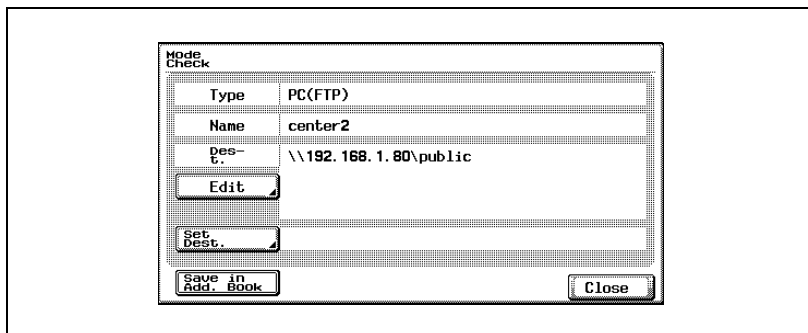 Mode
Check
Type PC(FTP)
Name center2
Des-
t. \\192.168.1.80\public
Edit
Set
Dest.
Save in
Add. Book
Close